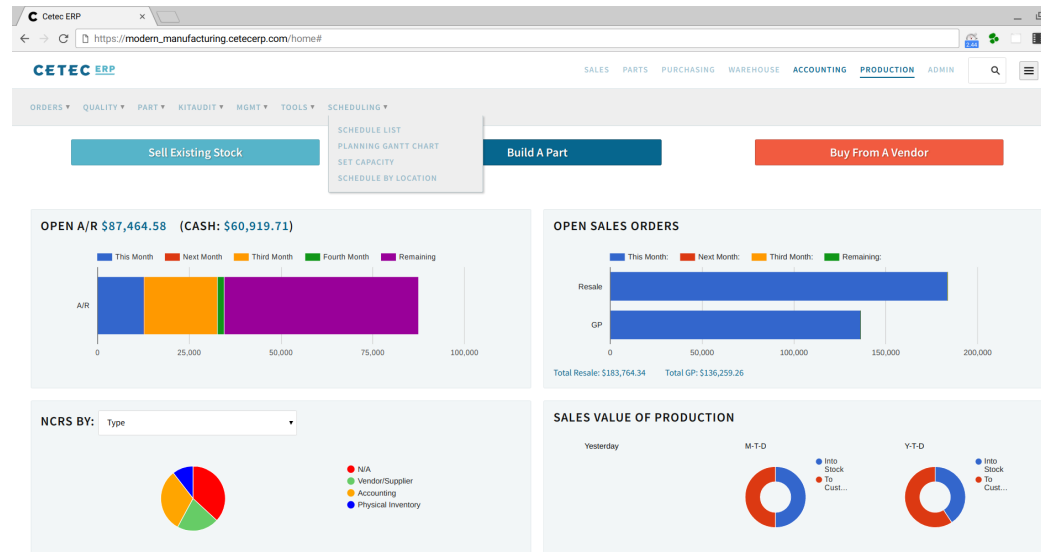 Cetec ERP
https://modern_manufacturing.cetecerp.com/home#
2.44
CETEC ERP
SALES PARTS PURCHASING WAREHOUSE ACCOUNTING PRODUCTION ADMIN
ORDERS QUALITY PART KITAUDIT MGMT TOOLS SCHEDULING
SCHEDULE LIST
PLANNING GANTT CHART
SET CAPACITY
SCHEDULE BY LOCATION
Sell Existing Stock
Build A Part
Buy From A Vendor
OPEN A/R $87,464.58 (CASH: $60,919.71)
This Month Next Month Third Month Fourth Month Remaining
A/R
0 25,000 50,000 75,000 100,000
OPEN SALES ORDERS
This Month: Next Month: Third Month: Remaining:
Resale
GP
0 50,000 100,000 150,000 200,000
Total Resale: $183,764.34 Total GP: $136,259.26
NCRS BY: Type
N/A
Vendor/Supplier
Accounting
Physical Inventory
SALES VALUE OF PRODUCTION
Yesterday M-T-D Y-T-D
Into
Stock
To
Cust...
Into
Stock
To
Cust...